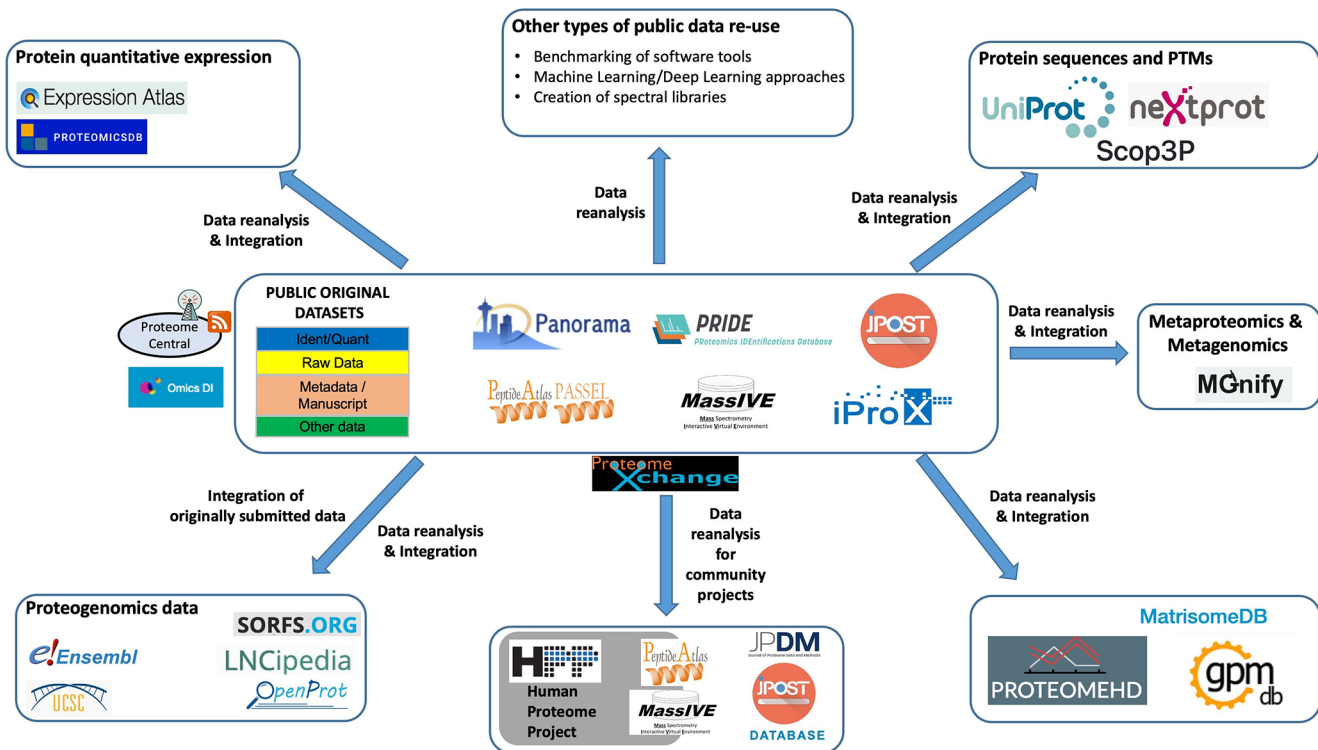 Other types of public data re-use
• Benchmarking of software tools
• Machine Learning/Deep Learning approaches
• Creation of spectral libraries
Protein quantitative expression
Expression Atlas
PROTEOMICSDB
Protein sequences and PTMs
UniProt
neXtprot
Scop3P
Data reanalysis
& Integration
Data
reanalysis
Data reanalysis
& Integration
Proteome
Central
Omics DI
PUBLIC ORIGINAL
DATASETS
Ident/Quant
Raw Data
Metadata /
Manuscript
Other data
Panorama
PRIDE
PRoteomics IDEntifications Database
jPOST
PeptideAtlas PASSEL
MassIVE
Mass Spectrometry
Interactive Virtual Environment
iProX
Proteome
Xchange
Data reanalysis
& Integration
Metaproteomics &
Metagenomics
MGnify
Integration of
originally submitted data
Data reanalysis
& Integration
Data
reanalysis
for
community
projects
Data reanalysis
& Integration
Proteogenomics data
SORFS.ORG
e!Ensembl
LNCipedia
UCSC
OpenProt
HPP
Human
Proteome
Project
PeptideAtlas
MassIVE
Mass Spectrometry
Interactive Virtual Environment
JPDM
Journal of Proteome Data and Methods
jPOST
DATABASE
MatrisomeDB
PROTEOMEHD
gpm
db